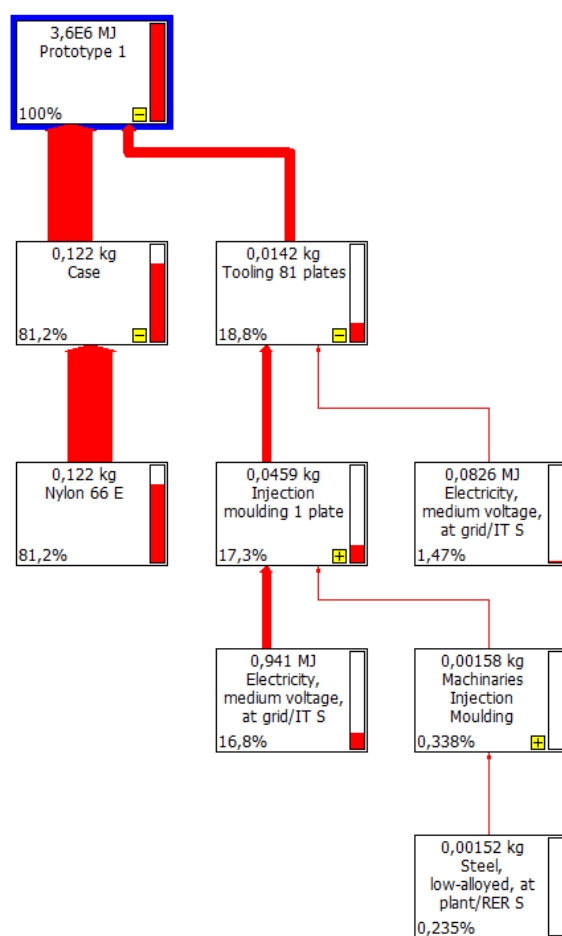 3,6E6 MJ
Prototype 1
100%
0,122 kg
Case
81,2%
0,0142 kg
Tooling 81 plates
18,8%
0,122 kg
Nylon 66 E
81,2%
0,0459 kg
Injection
moulding 1 plate
17,3%
0,0826 MJ
Electricity,
medium voltage,
at grid/IT S
1,47%
0,941 MJ
Electricity,
medium voltage,
at grid/IT S
16,8%
0,00158 kg
Machinaries
Injection
Moulding
0,338%
0,00152 kg
Steel,
low-alloyed, at
plant/RER S
0,235%